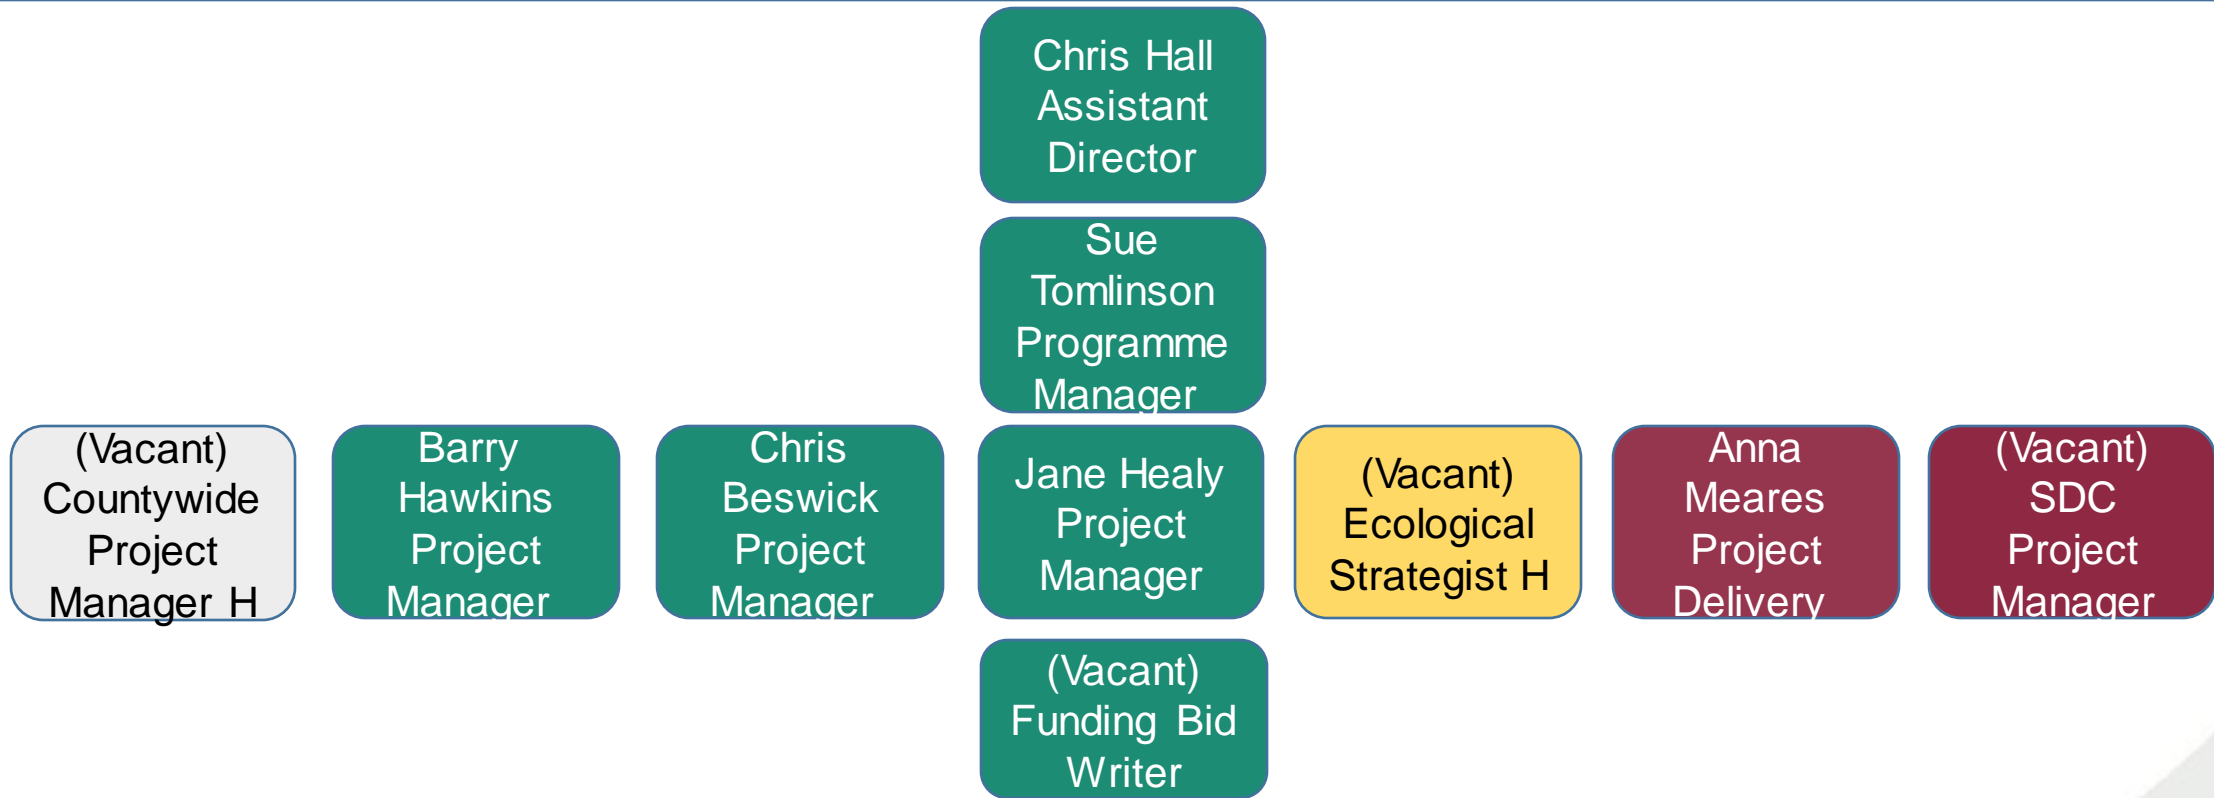 Chris Hall
Assistant
Director
Sue
Tomlinson
Programme
Manager
(Vacant)
Countywide
Project
Manager H
Barry
Hawkins
Project
Manager
Chris
Beswick
Project
Manager
Jane Healy
Project
Manager
(Vacant)
Ecological
Strategist H
Anna
Meares
Project
Delivery
(Vacant)
SDC
Project
Manager
(Vacant)
Funding Bid
Writer